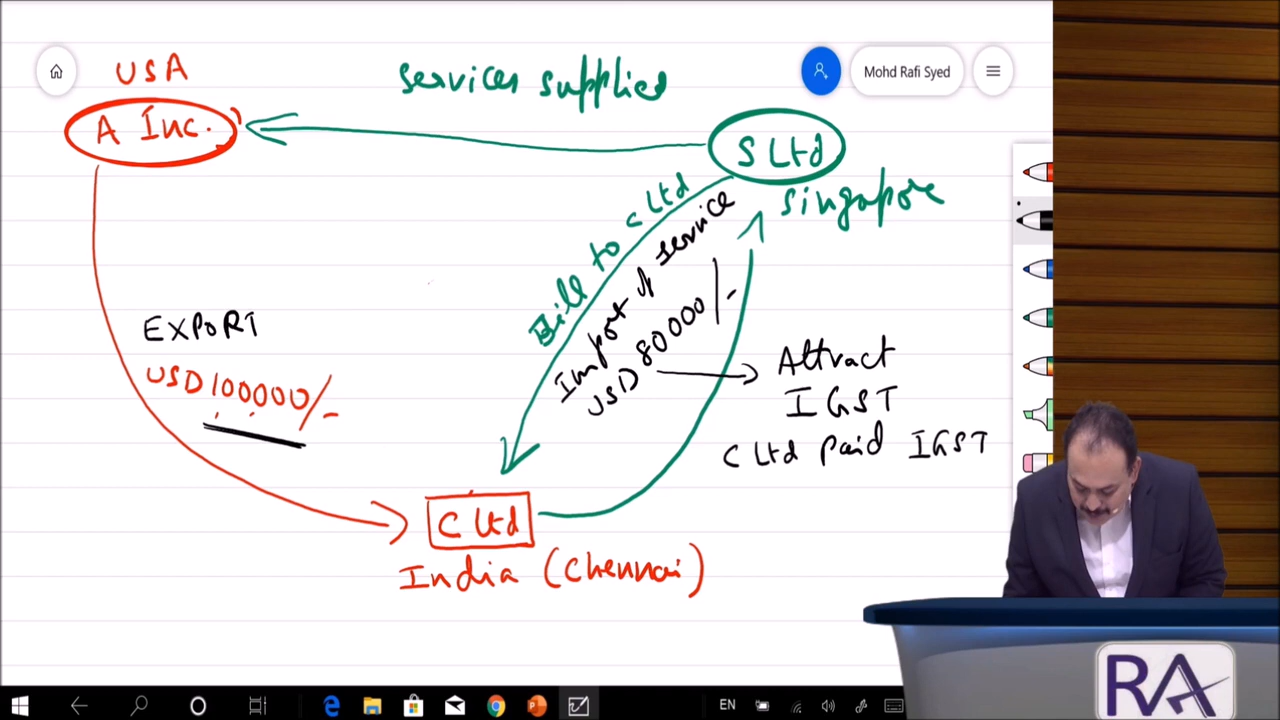 USA
A Inc.
Services supplied
Mohd Rafi Syed
S Ltd
Singapore
Bill to C Ltd
Import of service
USD 80000/-
EXPORT
USD 100000/-
Attract
IGST
C Ltd paid IGST
C Ltd
India (Chennai)
RA
EN